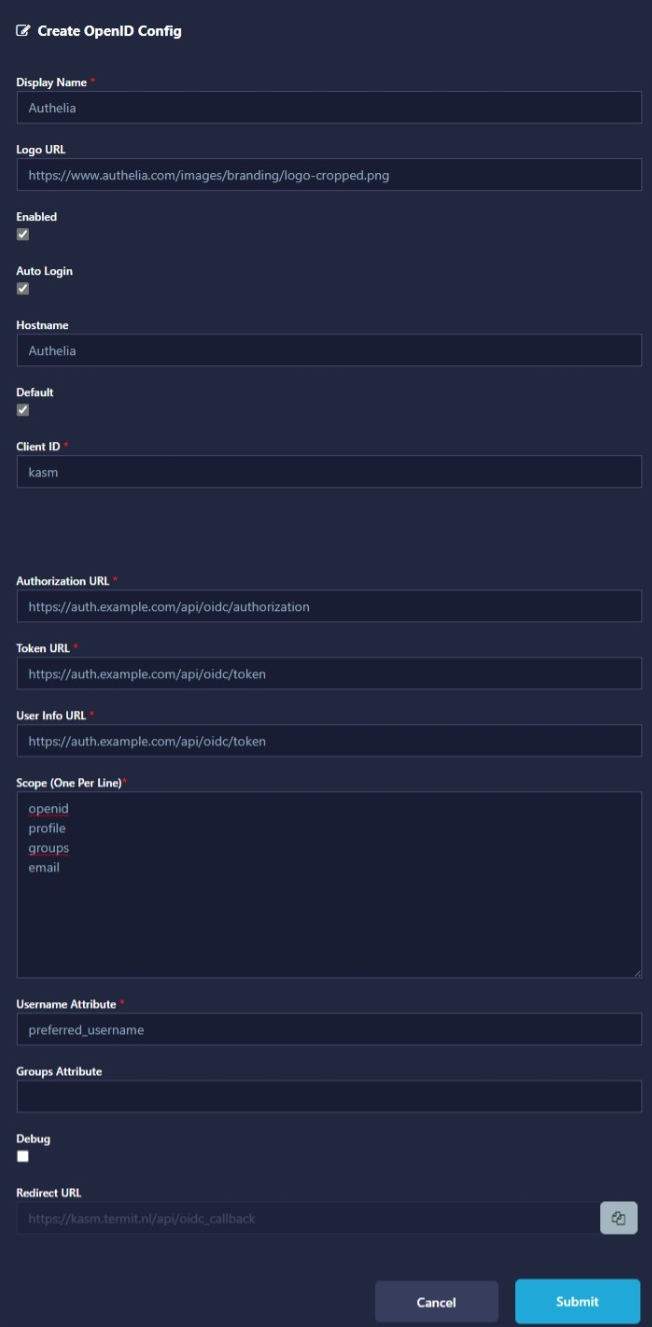 Create OpenID Config
Display Name *
Authelia
Logo URL
https://www.authelia.com/images/branding/logo-cropped.png
Enabled
Auto Login
Hostname
Authelia
Default
Client ID *
kasm
Authorization URL *
https://auth.example.com/api/oidc/authorization
Token URL *
https://auth.example.com/api/oidc/token
User Info URL *
https://auth.example.com/api/oidc/token
Scope (One Per Line)*
openid
profile
groups
email
Username Attribute *
preferred_username
Groups Attribute
Debug
Redirect URL
https://kasm.termit.nl/api/oidc_callback
Cancel Submit